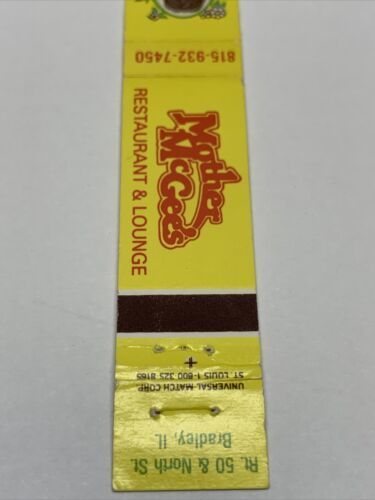 815-932-7450
Mother
McGee's
RESTAURANT & LOUNGE
UNIVERSAL MATCH CORP.
ST. LOUIS 1-800 325-8165
Rt. 50 & North St.
Bradley, IL